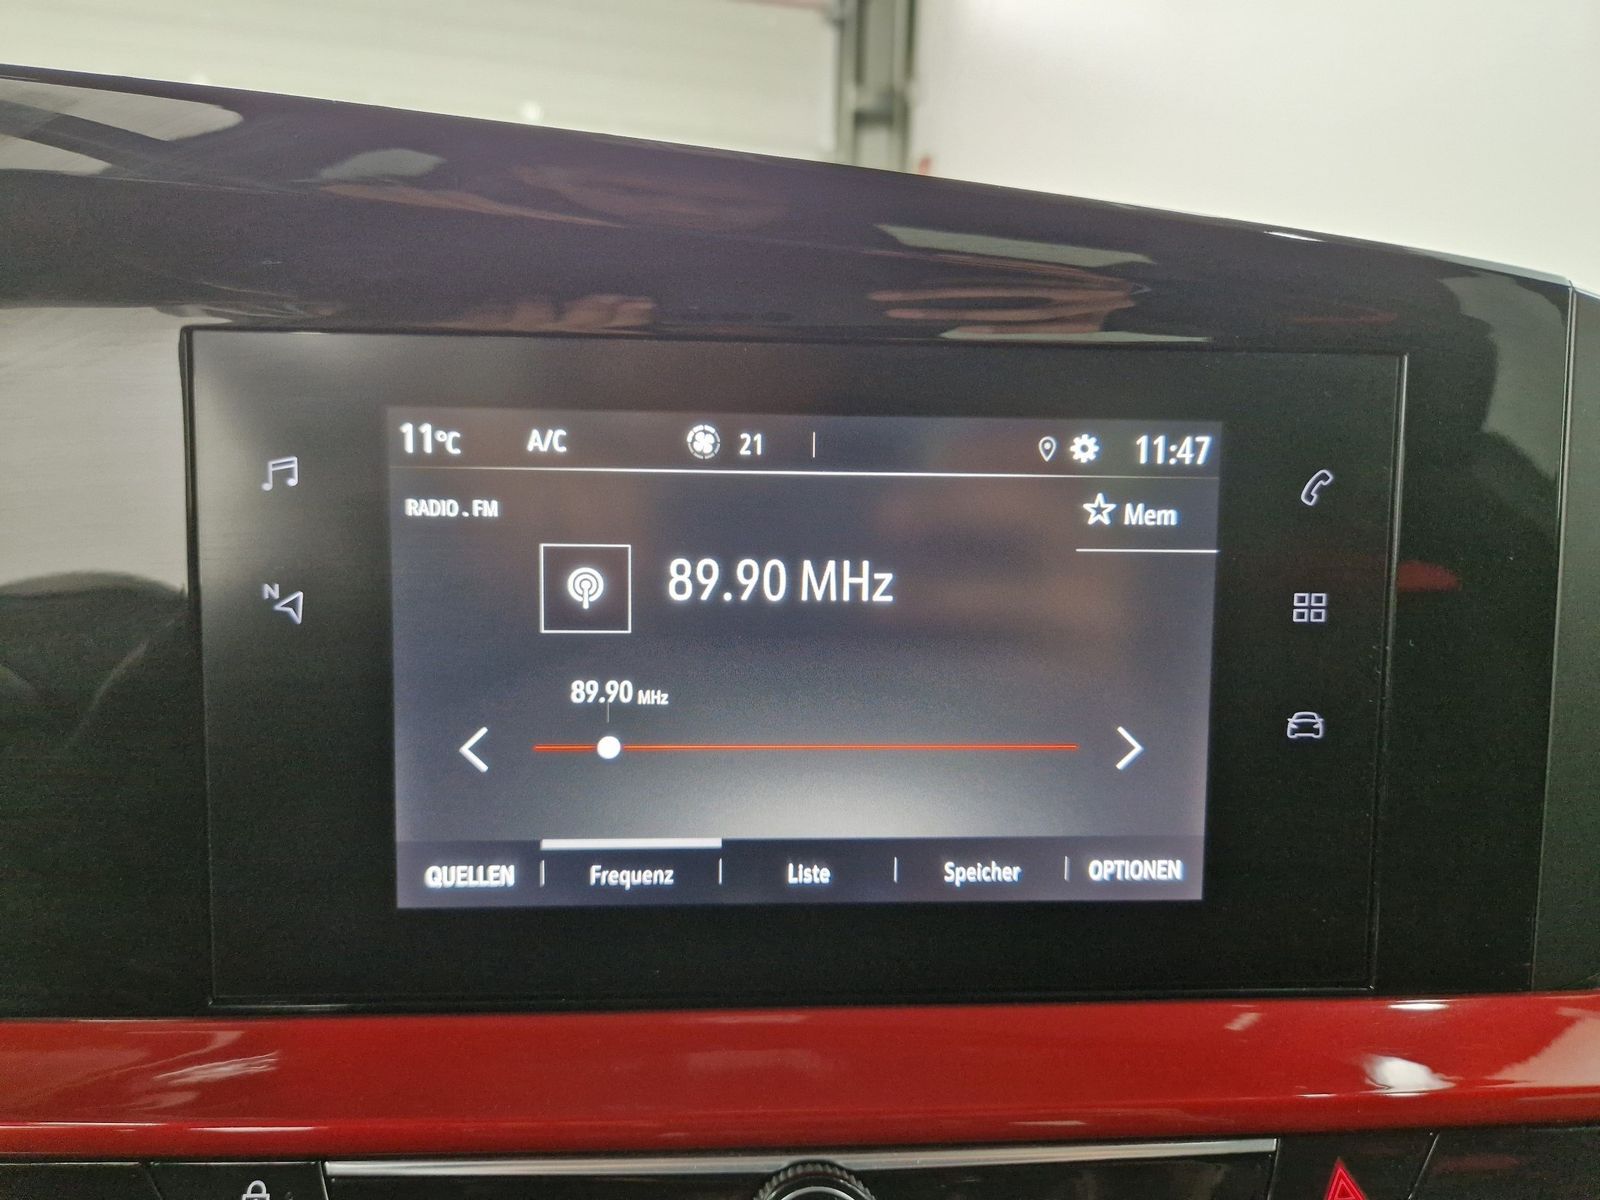 11°C A/C 21 11:47
RADIO . FM
Mem
89.90 MHz
89.90 MHz
N
QUELLEN Frequenz Liste Speicher OPTIONEN